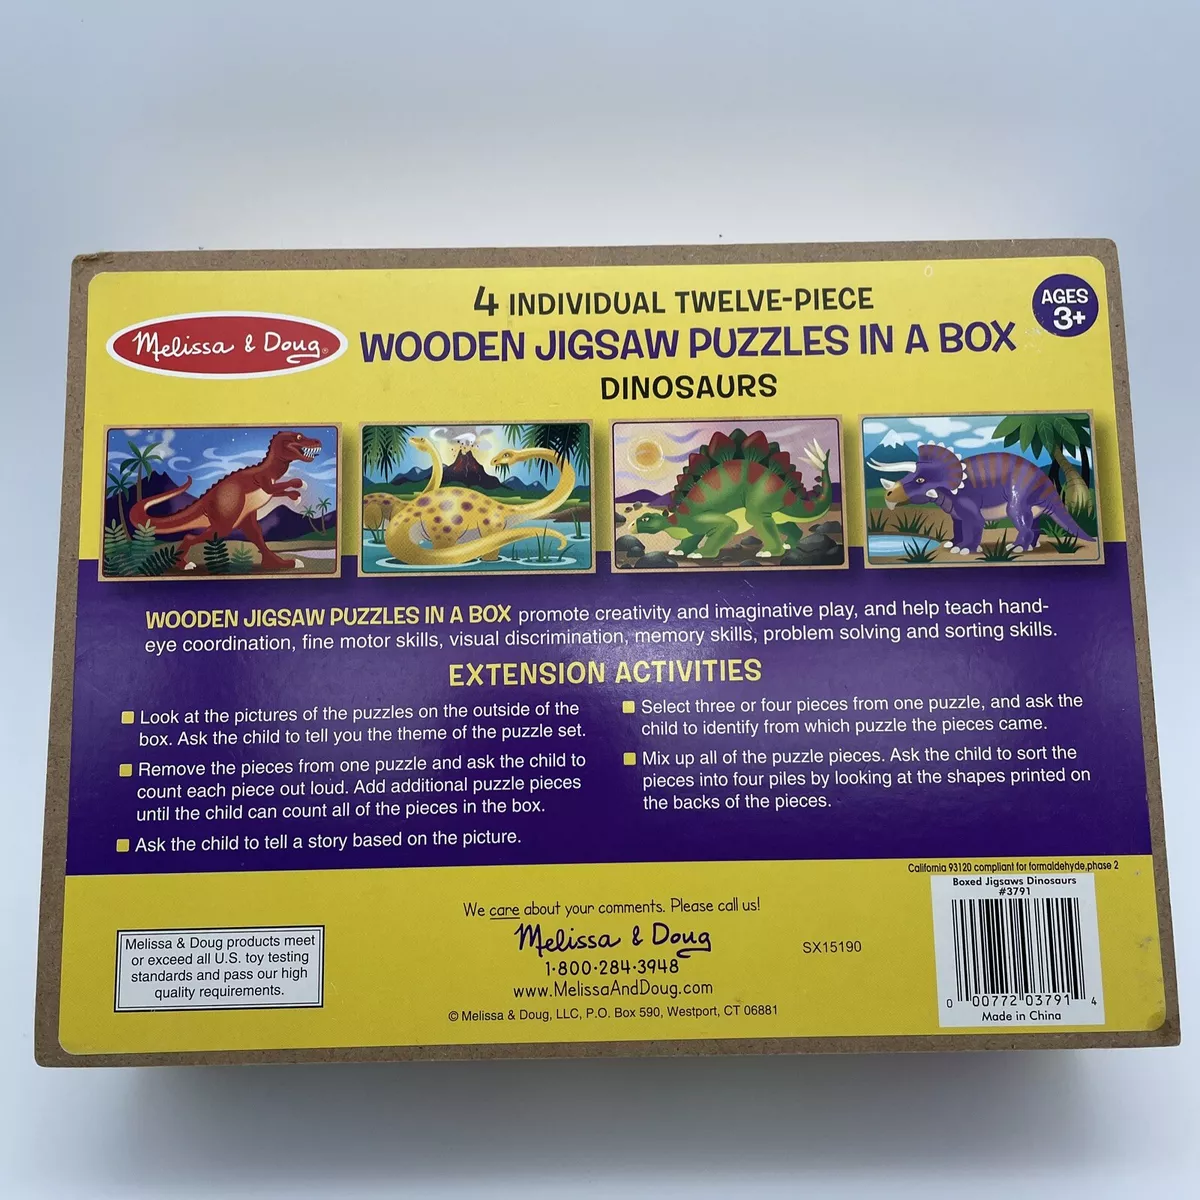 4 INDIVIDUAL TWELVE-PIECE
Melissa & Doug®
WOODEN JIGSAW PUZZLES IN A BOX
DINOSAURS
AGES
3+
WOODEN JIGSAW PUZZLES IN A BOX promote creativity and imaginative play, and help teach hand-
eye coordination, fine motor skills, visual discrimination, memory skills, problem solving and sorting skills.
EXTENSION ACTIVITIES
Look at the pictures of the puzzles on the outside of the
box. Ask the child to tell you the theme of the puzzle set.
Remove the pieces from one puzzle and ask the child to
count each piece out loud. Add additional puzzle pieces
until the child can count all of the pieces in the box.
Ask the child to tell a story based on the picture.
Select three or four pieces from one puzzle, and ask the
child to identify from which puzzle the pieces came.
Mix up all of the puzzle pieces. Ask the child to sort the
pieces into four piles by looking at the shapes printed on
the backs of the pieces.
Melissa & Doug products meet
or exceed all U.S. toy testing
standards and pass our high
quality requirements.
We care about your comments. Please call us!
Melissa & Doug
1·800·284·3948
www.MelissaAndDoug.com
© Melissa & Doug, LLC, P.O. Box 590, Westport, CT 06881
SX15190
California 93120 compliant for formaldehyde,phase 2
Boxed Jigsaws Dinosaurs
#3791
0 00772 03791 4
Made in China